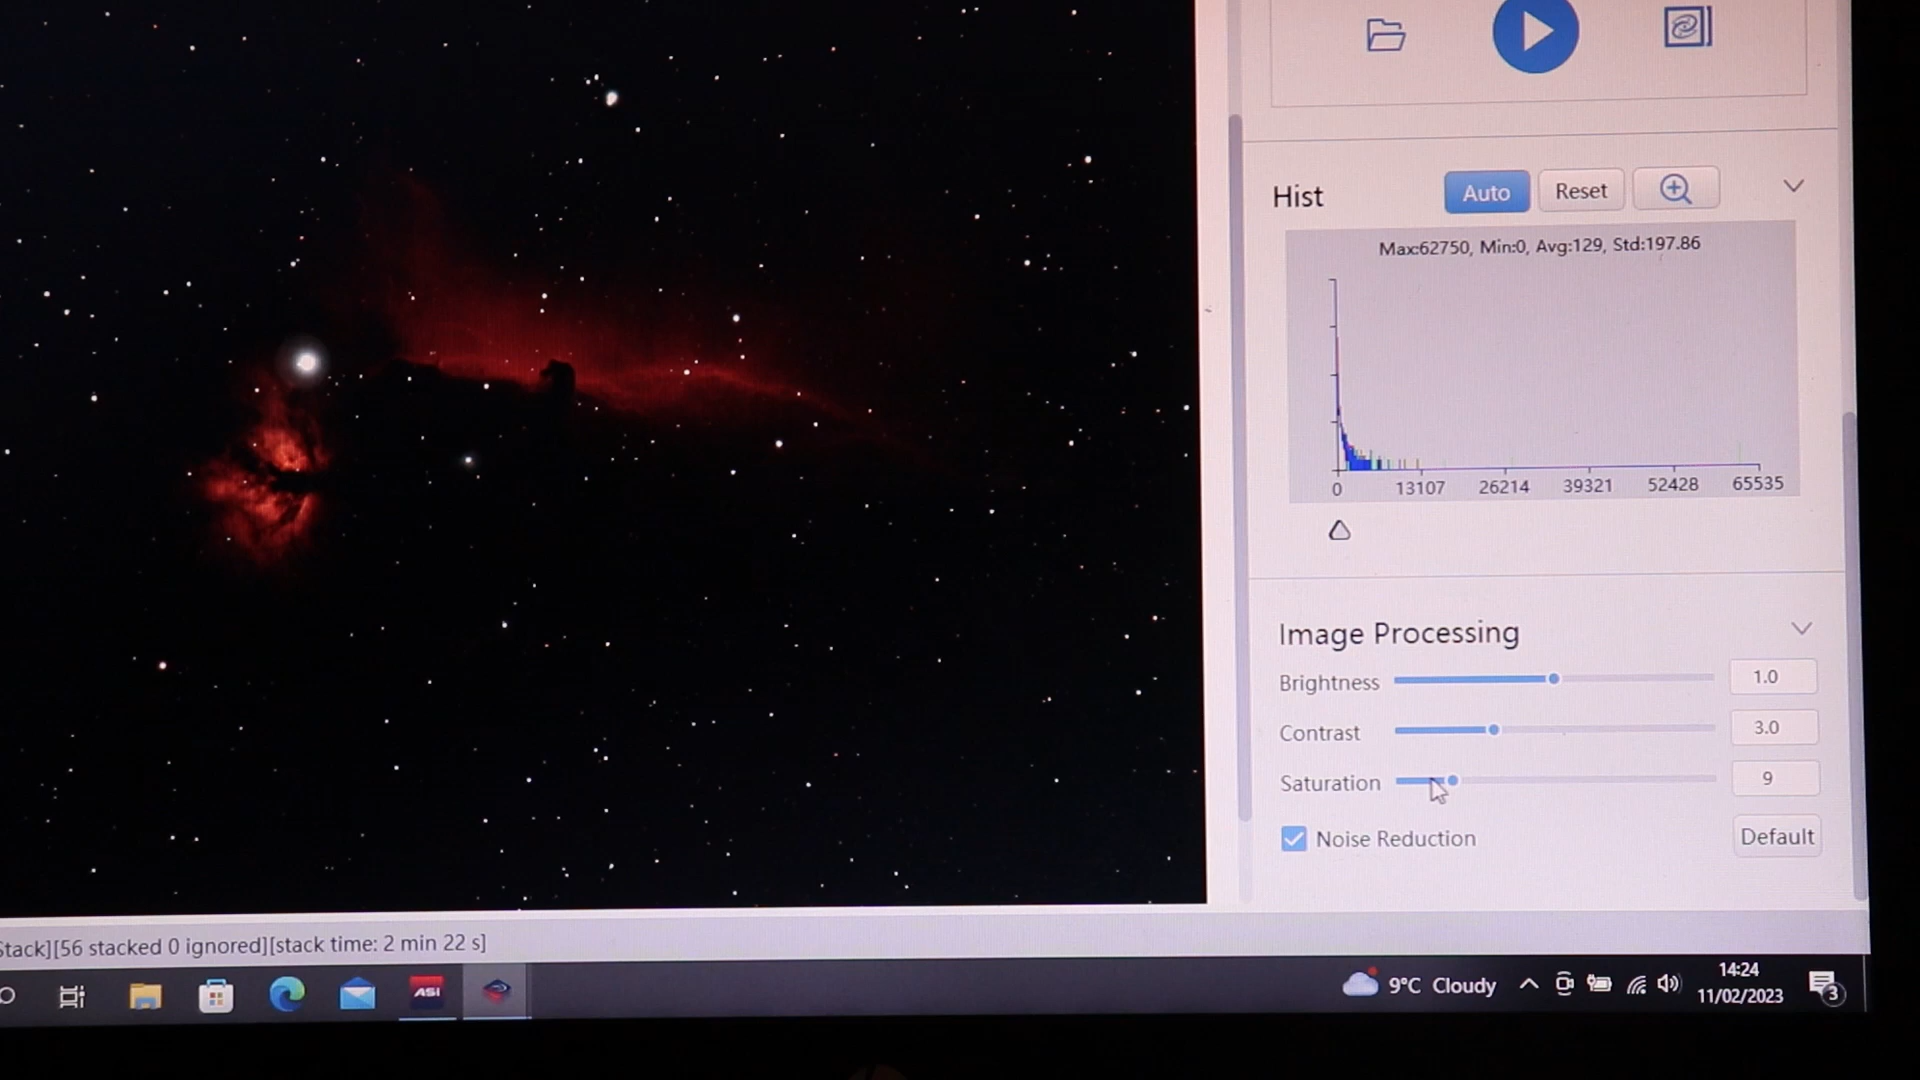 Hist
Auto
Reset
Max:62750, Min:0, Avg:129, Std:197.86
0 13107 26214 39321 52428 65535
Image Processing
Brightness 1.0
Contrast 3.0
Saturation 9
Noise Reduction
Default
Stack][56 stacked 0 ignored][stack time: 2 min 22 s]
ASI
9°C Cloudy
14:24
11/02/2023
3